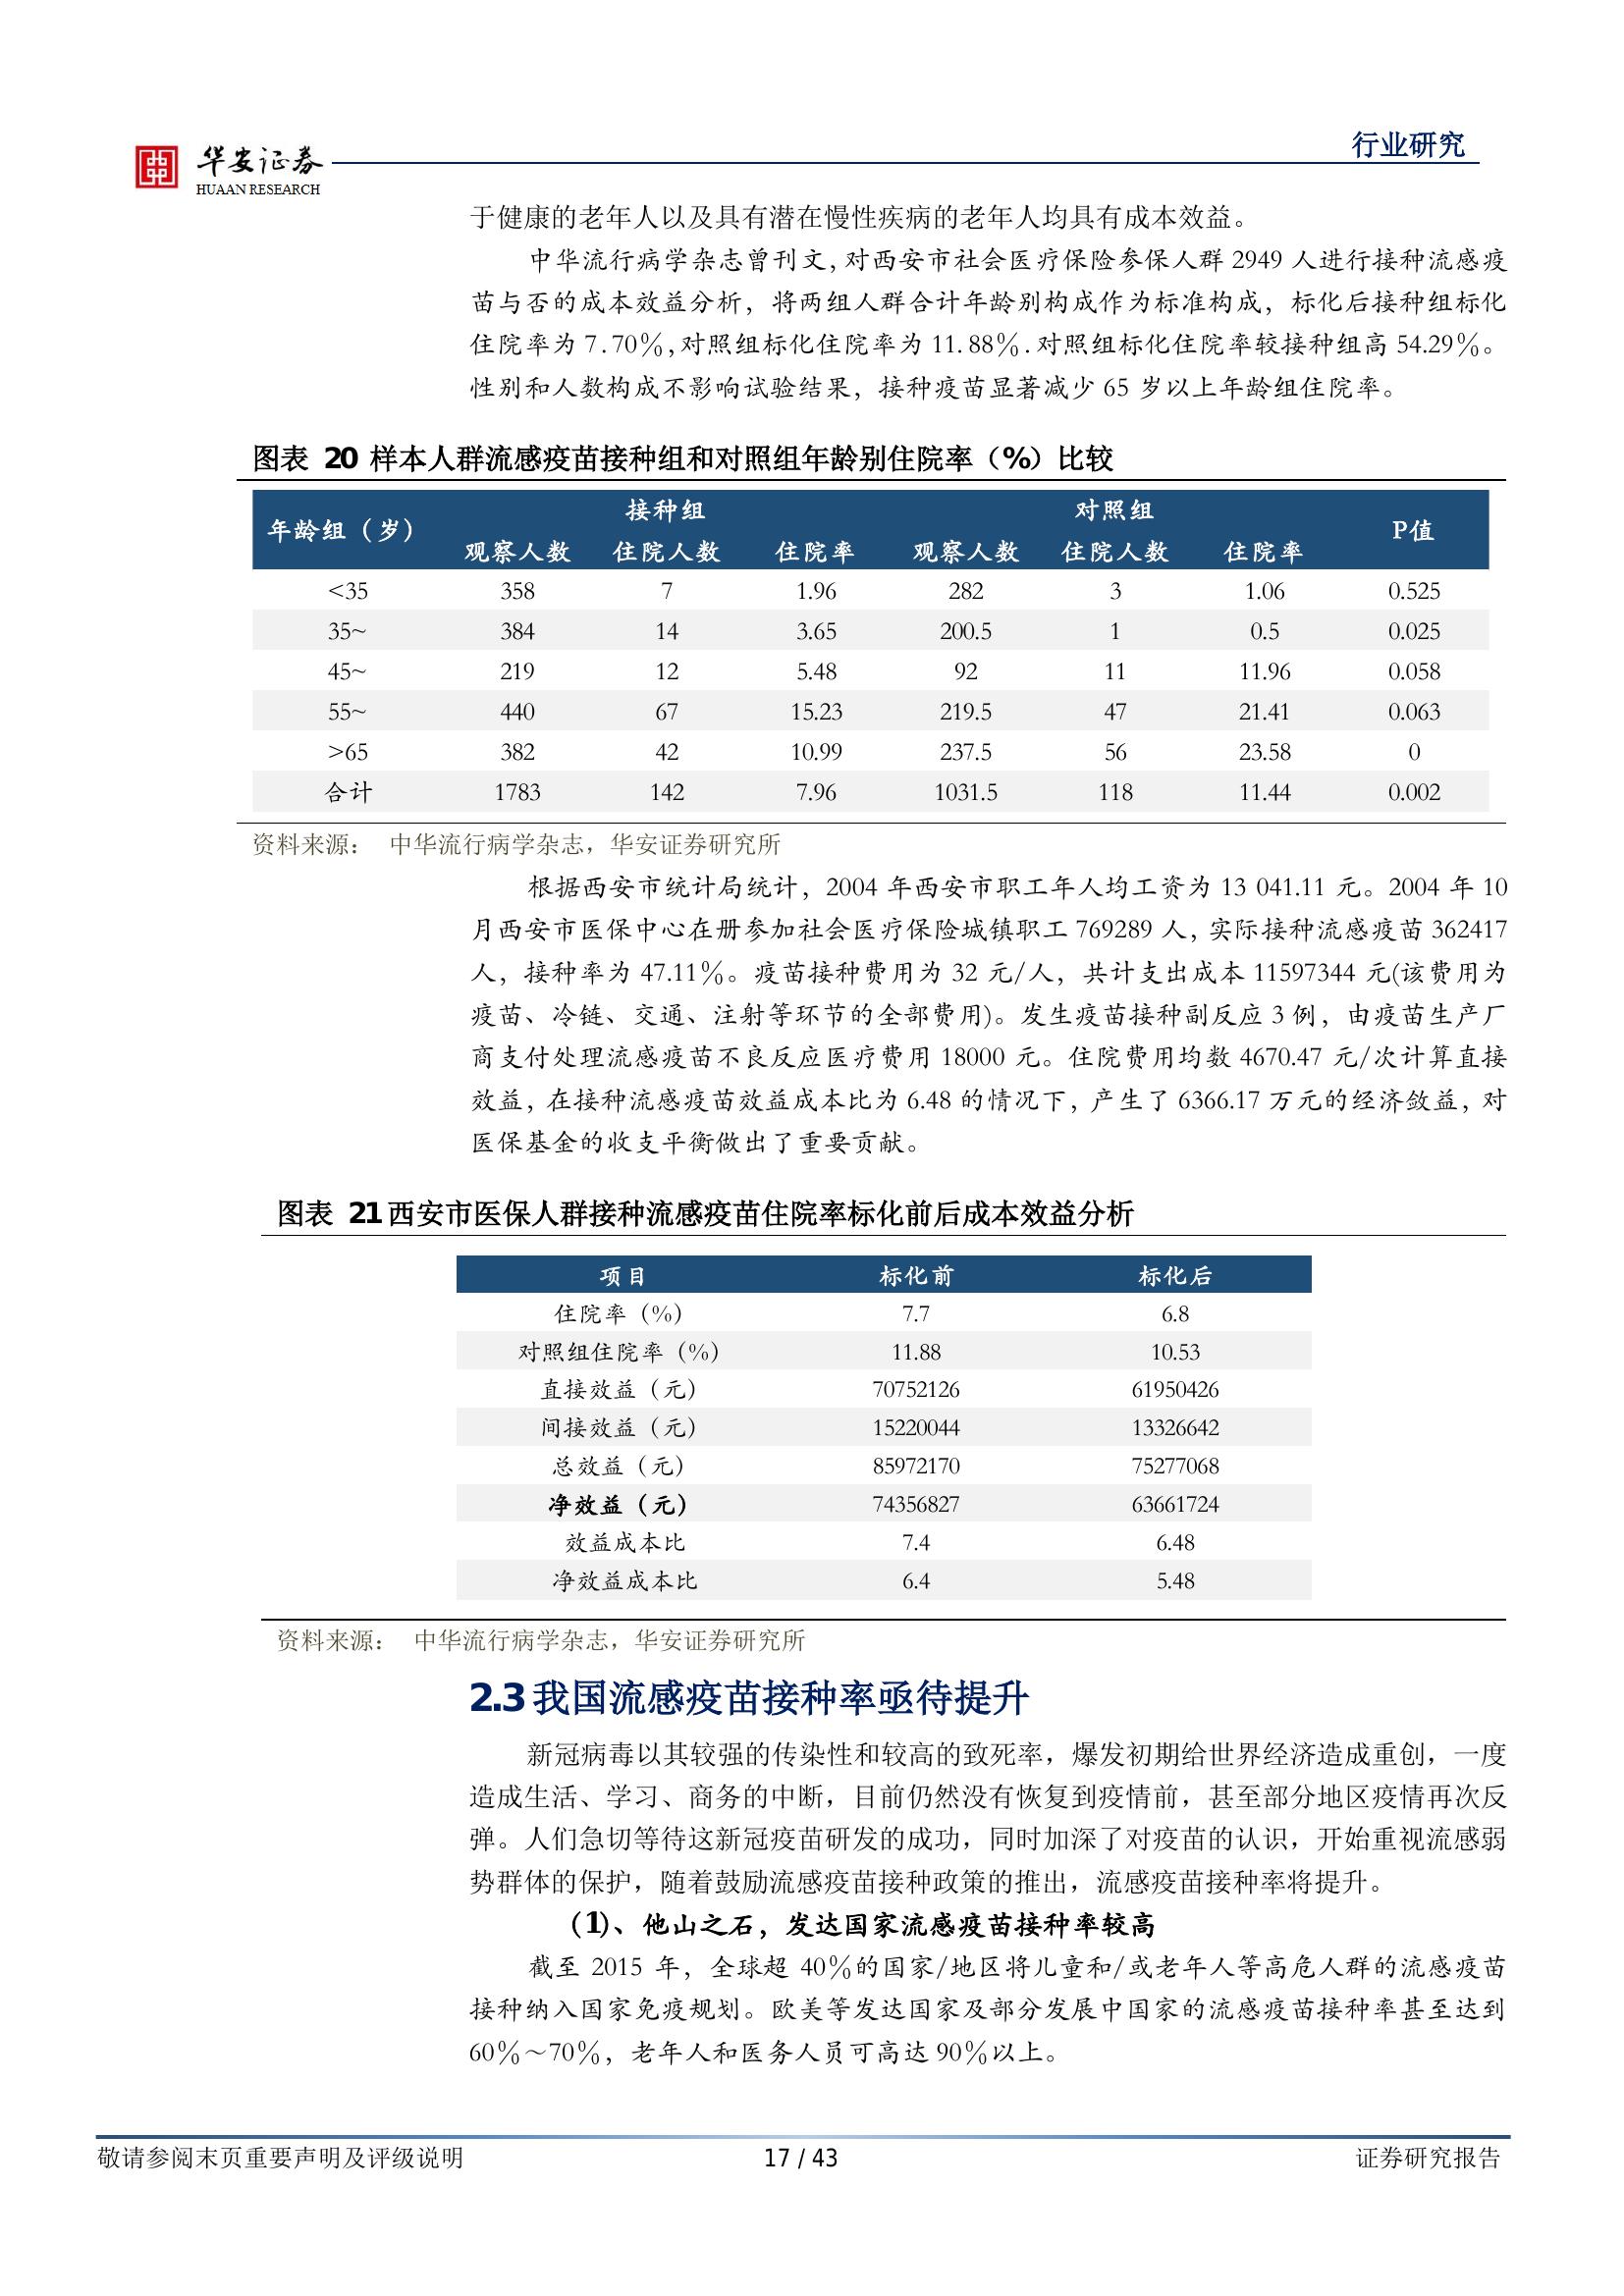 行业研究
华安证券
HUAAN RESEARCH
于健康的老年人以及具有潜在慢性疾病的老年人均具有成本效益。
中华流行病学杂志曾刊文，对西安市社会医疗保险参保人群 2949 人进行接种流感疫
苗与否的成本效益分析，将两组人群合计年龄别构成作为标准构成，标化后接种组标化
住院率为 7.70％,对照组标化住院率为 11.88％.对照组标化住院率较接种组高 54.29％。
性别和人数构成不影响试验结果，接种疫苗显著减少 65 岁以上年龄组住院率。
图表 20 样本人群流感疫苗接种组和对照组年龄别住院率（%）比较
年龄组（岁） 接种组 对照组 P值
观察人数 住院人数 住院率 观察人数 住院人数 住院率
<35 358 7 1.96 282 3 1.06 0.525
35~ 384 14 3.65 200.5 1 0.5 0.025
45~ 219 12 5.48 92 11 11.96 0.058
55~ 440 67 15.23 219.5 47 21.41 0.063
>65 382 42 10.99 237.5 56 23.58 0
合计 1783 142 7.96 1031.5 118 11.44 0.002
资料来源： 中华流行病学杂志，华安证券研究所
根据西安市统计局统计，2004 年西安市职工年人均工资为 13 041.11 元。2004 年 10
月西安市医保中心在册参加社会医疗保险城镇职工 769289 人，实际接种流感疫苗 362417
人，接种率为 47.11％。疫苗接种费用为 32 元/人，共计支出成本 11597344 元(该费用为
疫苗、冷链、交通、注射等环节的全部费用)。发生疫苗接种副反应 3 例，由疫苗生产厂
商支付处理流感疫苗不良反应医疗费用 18000 元。住院费用均数 4670.47 元/次计算直接
效益，在接种流感疫苗效益成本比为 6.48 的情况下，产生了 6366.17 万元的经济敛益，对
医保基金的收支平衡做出了重要贡献。
图表 21 西安市医保人群接种流感疫苗住院率标化前后成本效益分析
项目 标化前 标化后
住院率（%） 7.7 6.8
对照组住院率（%） 11.88 10.53
直接效益（元） 70752126 61950426
间接效益（元） 15220044 13326642
总效益（元） 85972170 75277068
净效益（元） 74356827 63661724
效益成本比 7.4 6.48
净效益成本比 6.4 5.48
资料来源： 中华流行病学杂志，华安证券研究所
2.3 我国流感疫苗接种率亟待提升
新冠病毒以其较强的传染性和较高的致死率，爆发初期给世界经济造成重创，一度
造成生活、学习、商务的中断，目前仍然没有恢复到疫情前，甚至部分地区疫情再次反
弹。人们急切等待这新冠疫苗研发的成功，同时加深了对疫苗的认识，开始重视流感弱
势群体的保护，随着鼓励流感疫苗接种政策的推出，流感疫苗接种率将提升。
（1）、他山之石，发达国家流感疫苗接种率较高
截至 2015 年，全球超 40％的国家/地区将儿童和/或老年人等高危人群的流感疫苗
接种纳入国家免疫规划。欧美等发达国家及部分发展中国家的流感疫苗接种率甚至达到
60％～70％，老年人和医务人员可高达 90％以上。
敬请参阅末页重要声明及评级说明 17 / 43 证券研究报告